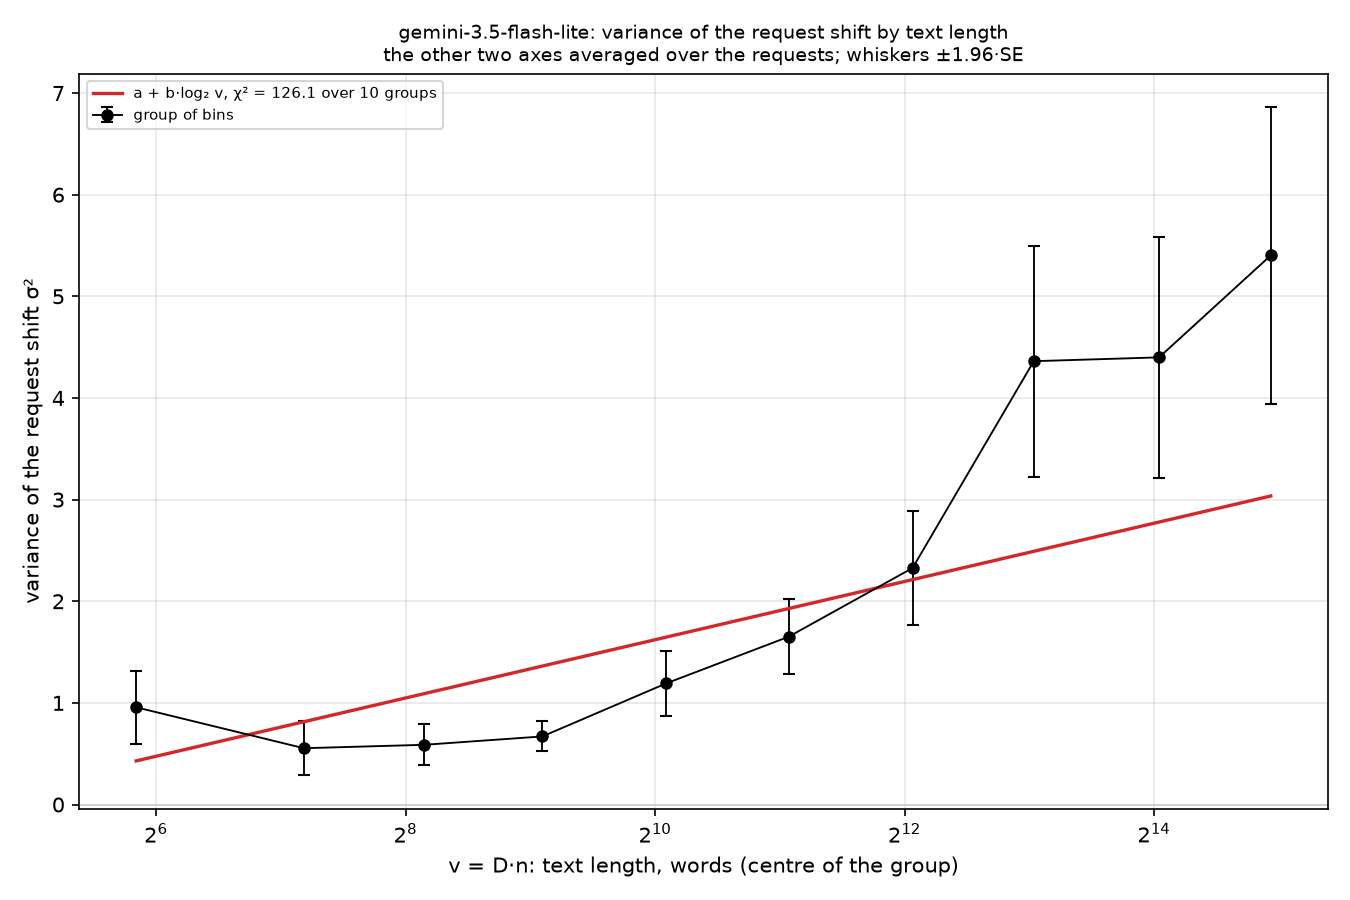 gemini-3.5-flash-lite: variance of the request shift by text length
the other two axes averaged over the requests; whiskers ±1.96·SE
a + b·log₂ v, χ² = 126.1 over 10 groups
group of bins
variance of the request shift σ²
7
6
5
4
3
2
1
0
2⁶ 2⁸ 2¹⁰ 2¹² 2¹⁴
v = D·n: text length, words (centre of the group)